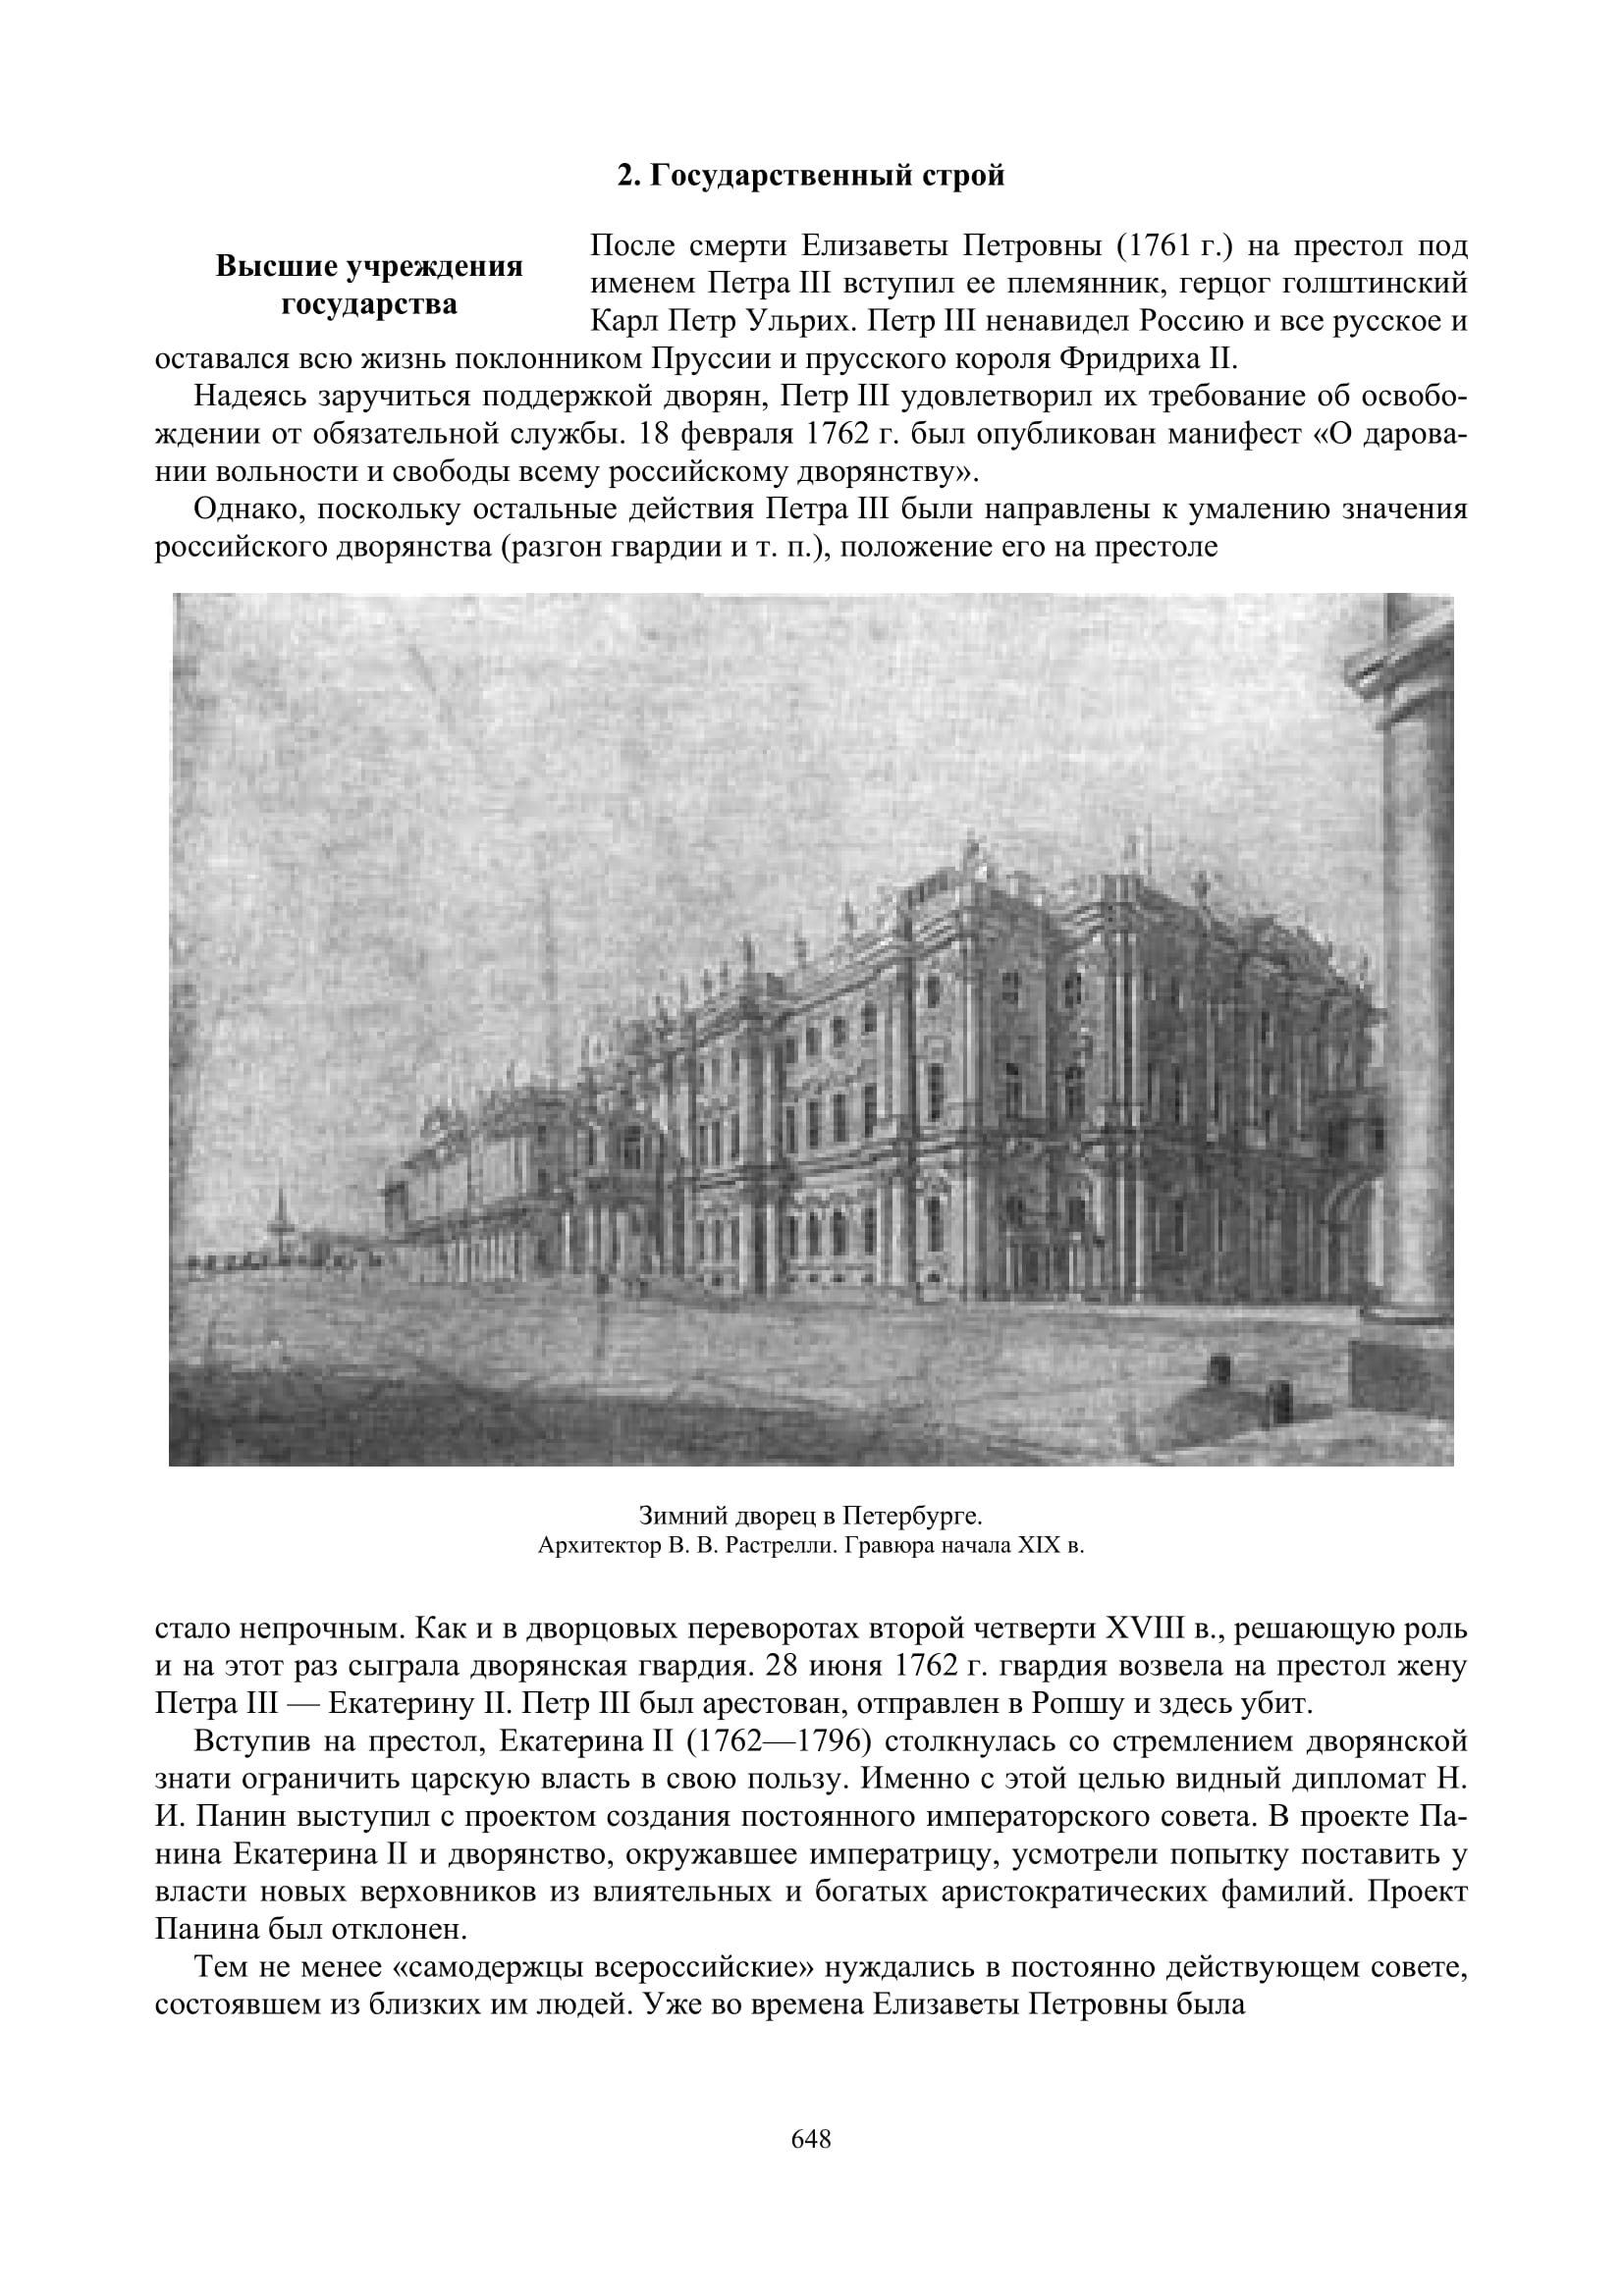 2. Государственный строй
Высшие учреждения
государства
После смерти Елизаветы Петровны (1761 г.) на престол под
именем Петра III вступил ее племянник, герцог голштинский
Карл Петр Ульрих. Петр III ненавидел Россию и все русское и
оставался всю жизнь поклонником Пруссии и прусского короля Фридриха II.
Надеясь заручиться поддержкой дворян, Петр III удовлетворил их требование об освобо-
ждении от обязательной службы. 18 февраля 1762 г. был опубликован манифест «О дарова-
нии вольности и свободы всему российскому дворянству».
Однако, поскольку остальные действия Петра III были направлены к умалению значения
российского дворянства (разгон гвардии и т. п.), положение его на престоле
Зимний дворец в Петербурге.
Архитектор В. В. Растрелли. Гравюра начала XIX в.
стало непрочным. Как и в дворцовых переворотах второй четверти XVIII в., решающую роль
и на этот раз сыграла дворянская гвардия. 28 июня 1762 г. гвардия возвела на престол жену
Петра III — Екатерину II. Петр III был арестован, отправлен в Ропшу и здесь убит.
Вступив на престол, Екатерина II (1762—1796) столкнулась со стремлением дворянской
знати ограничить царскую власть в свою пользу. Именно с этой целью видный дипломат Н.
И. Панин выступил с проектом создания постоянного императорского совета. В проекте Па-
нина Екатерина II и дворянство, окружавшее императрицу, усмотрели попытку поставить у
власти новых верховников из влиятельных и богатых аристократических фамилий. Проект
Панина был отклонен.
Тем не менее «самодержцы всероссийские» нуждались в постоянно действующем совете,
состоявшем из близких им людей. Уже во времена Елизаветы Петровны была
648